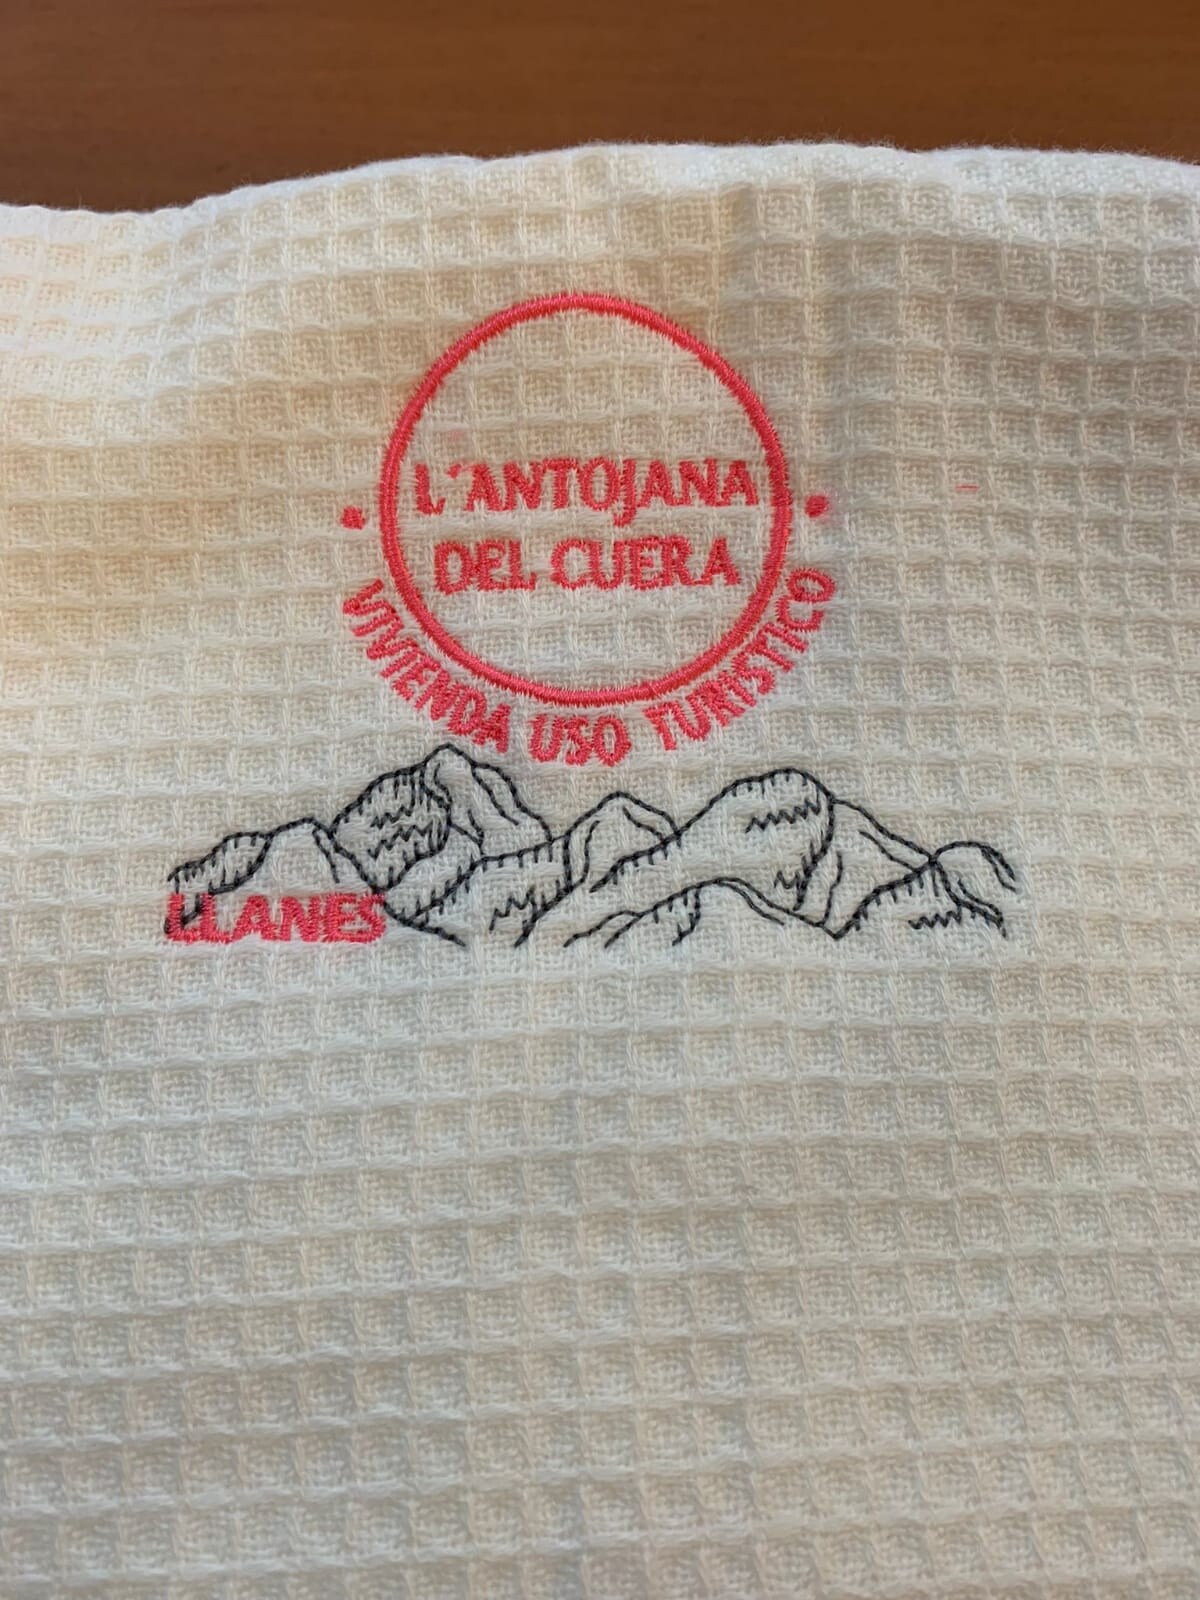 L'ANTOJANA
DEL CUERA
VIVIENDA USO TURISTICO
LLANES